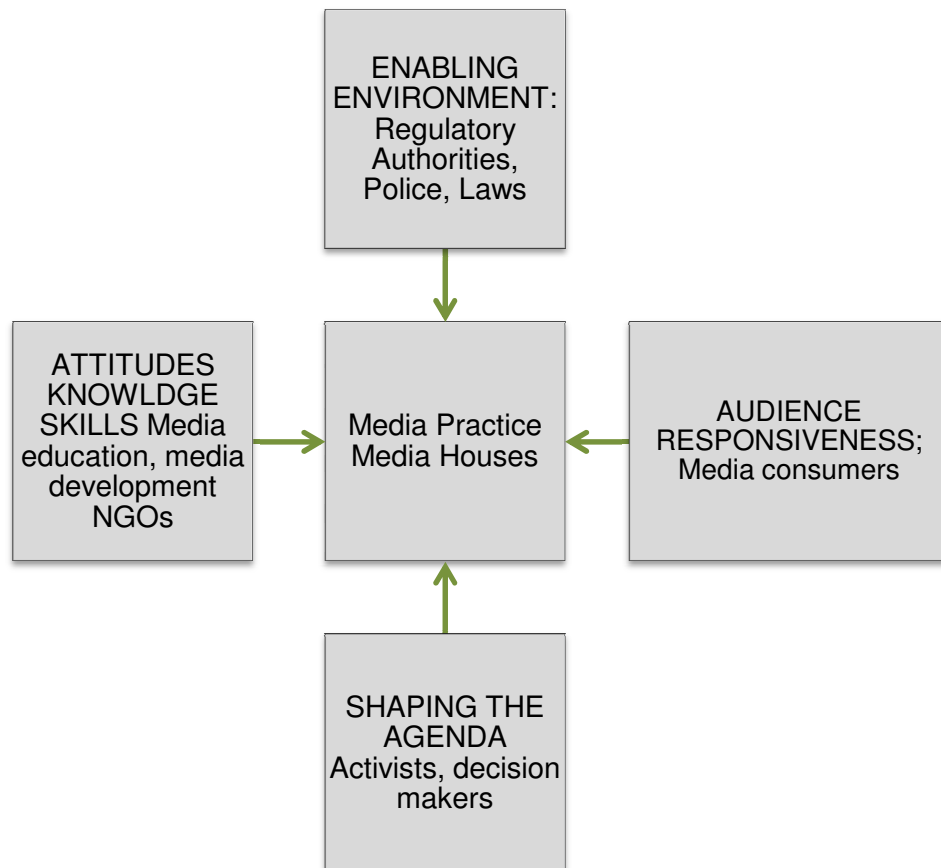 ENABLING
ENVIRONMENT:
Regulatory
Authorities,
Police, Laws
ATTITUDES
KNOWLDGE
SKILLS Media
education, media
development
NGOs
Media Practice
Media Houses
AUDIENCE
RESPONSIVENESS;
Media consumers
SHAPING THE
AGENDA
Activists, decision
makers